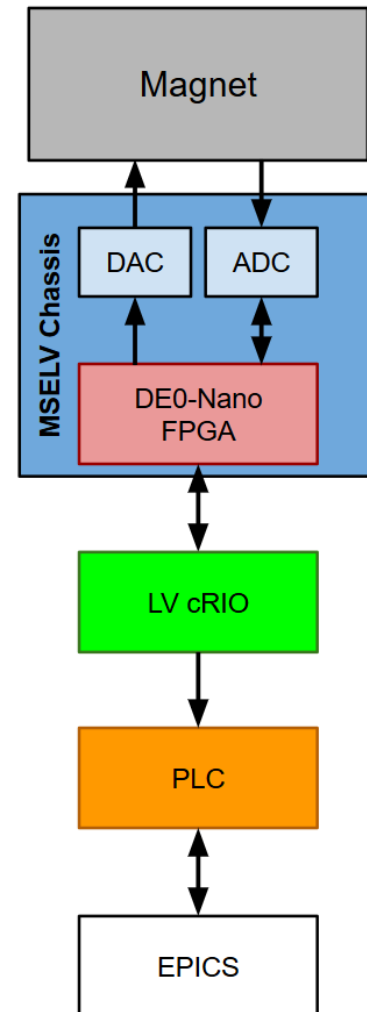 Magnet
MSELV Chassis
DAC
ADC
DE0-Nano
FPGA
LV cRIO
PLC
EPICS